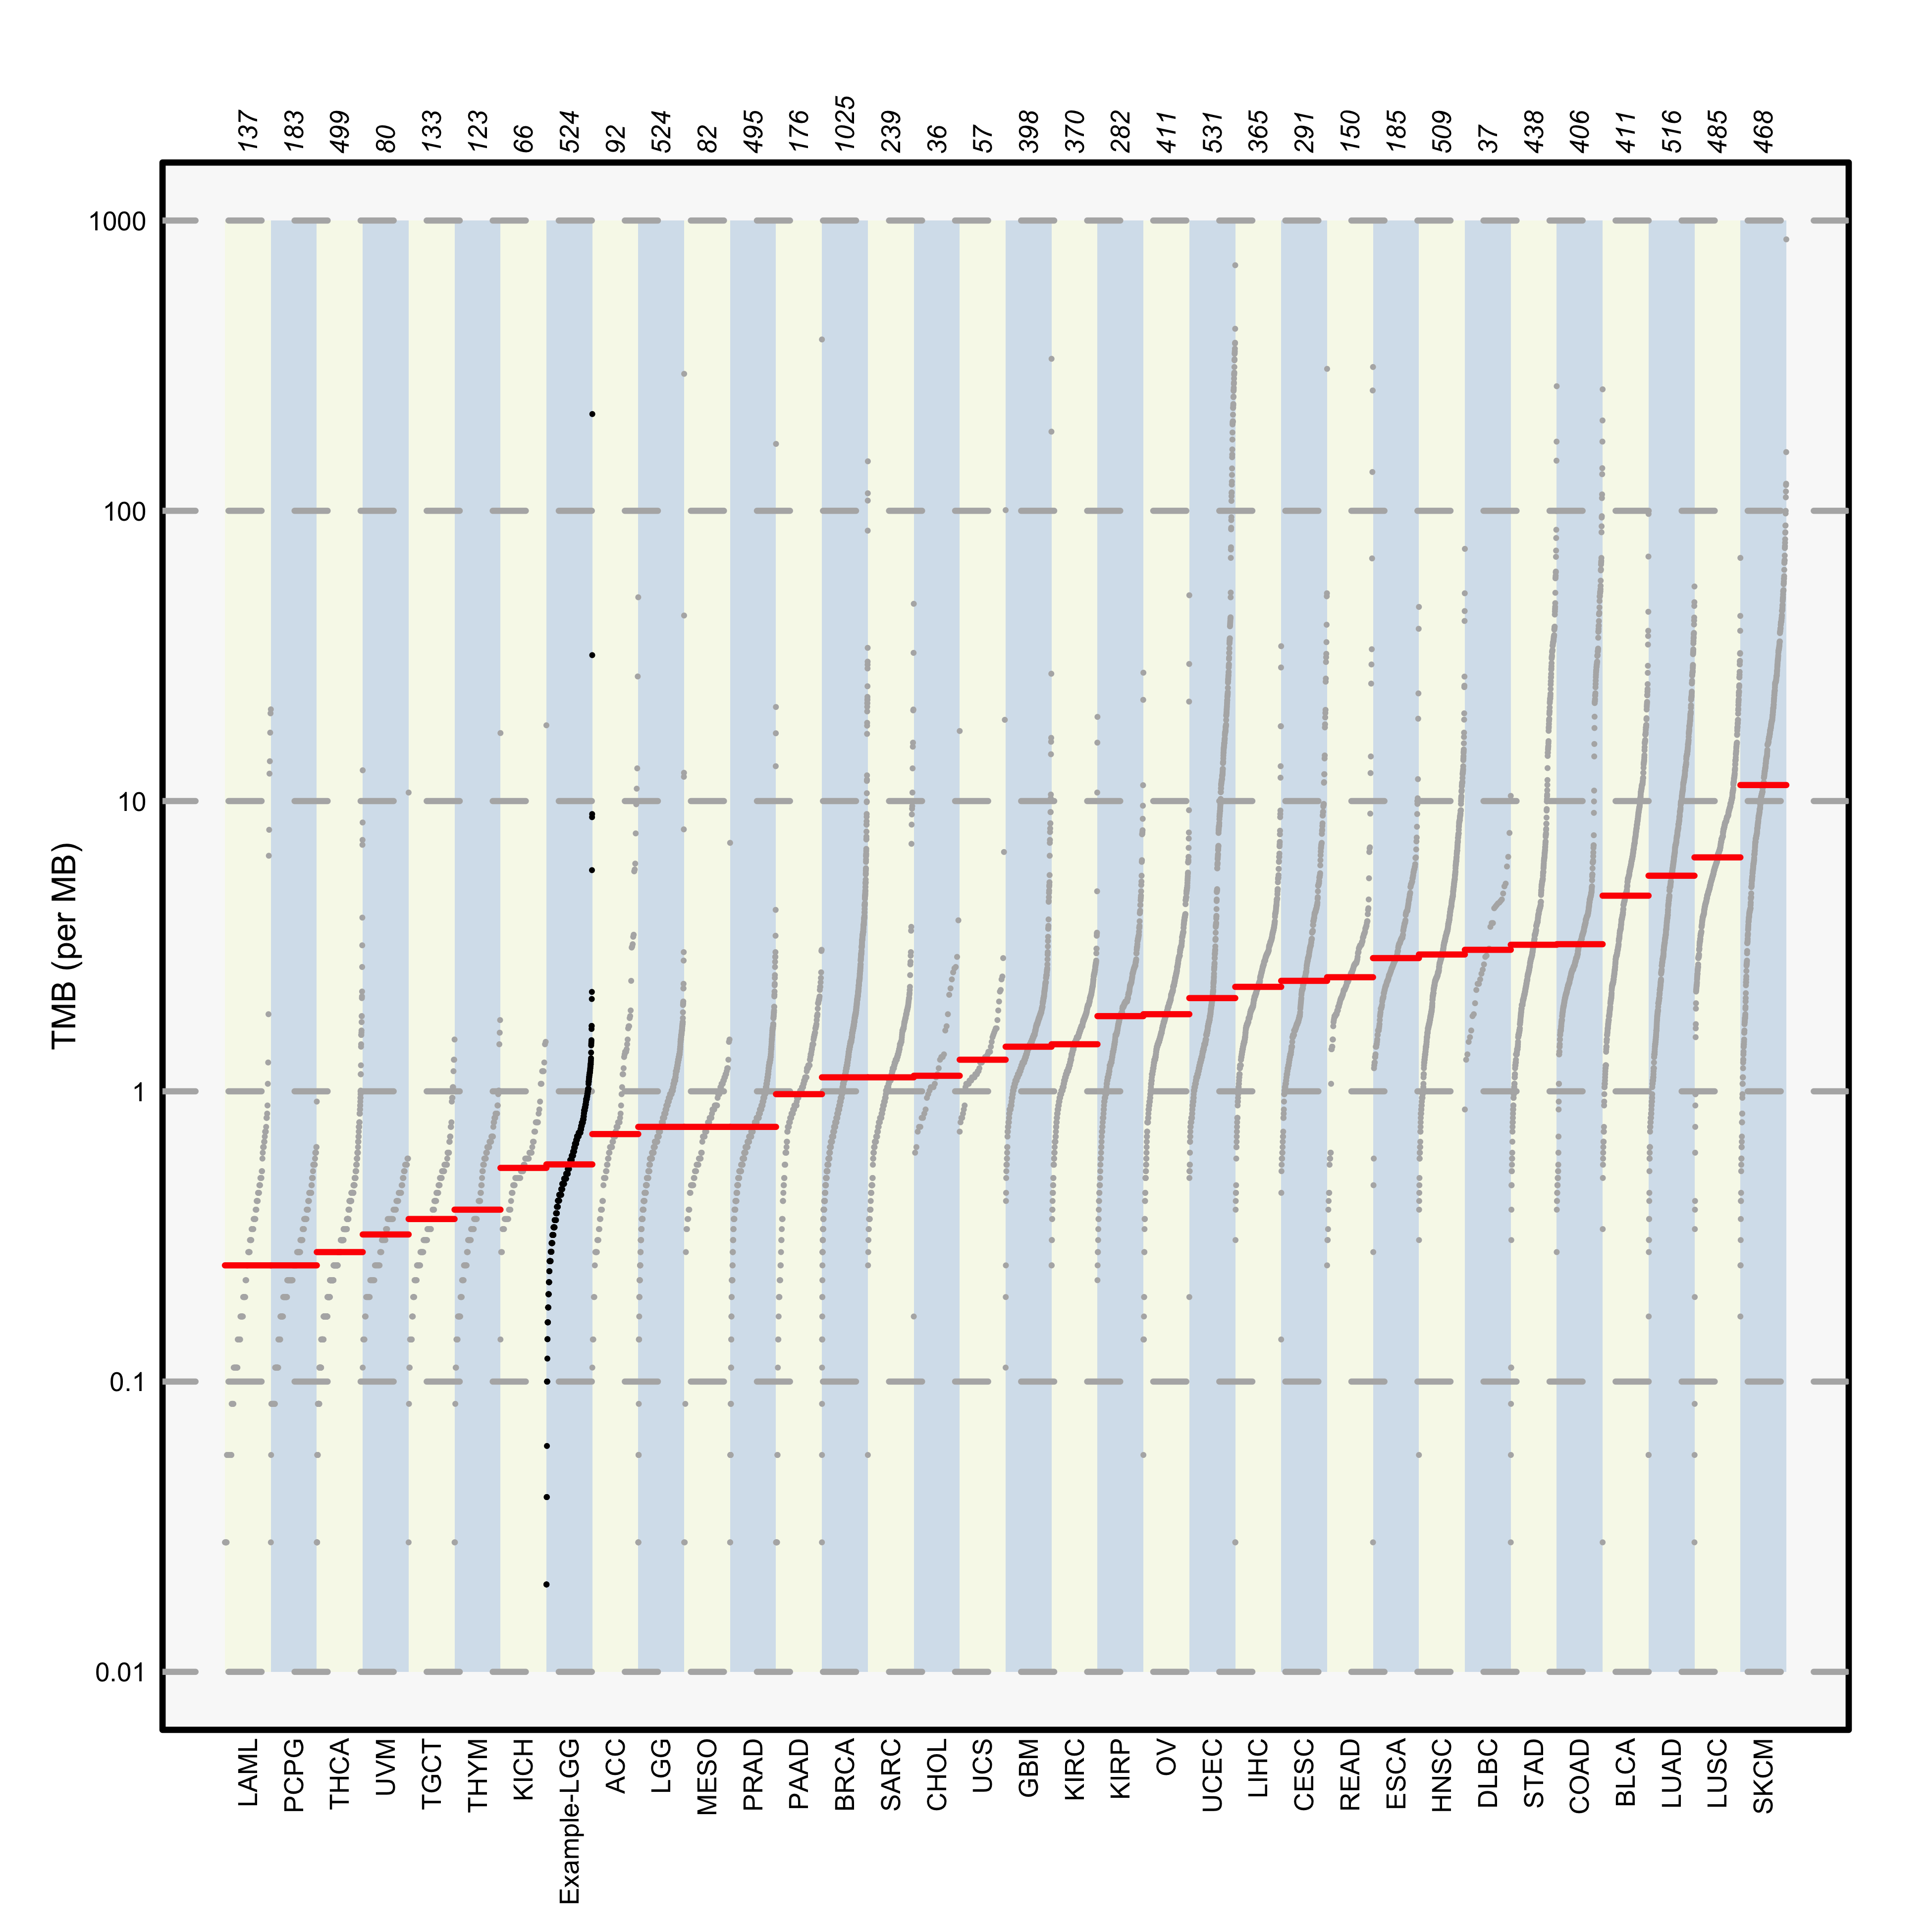 137 183 499 80 133 123 66 524 92 524 82 495 176 1025 239 36 57 398 370 282 411 531 365 291 150 185 509 37 438 406 411 516 485 468
1000
100
10
1
0.1
0.01
TMB (per MB)
LAML PCPG THCA UVM TGCT THYM KICH Example-LGG ACC LGG MESO PRAD PAAD BRCA SARC CHOL UCS GBM KIRC KIRP OV UCEC LIHC CESC READ ESCA HNSC DLBC STAD COAD BLCA LUAD LUSC SKCM